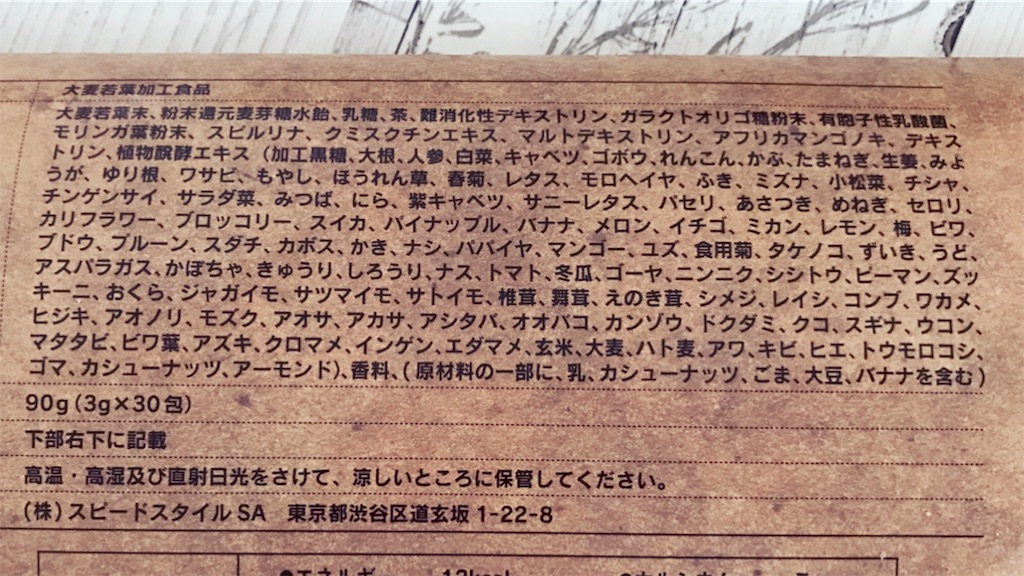 大麦若葉加工食品
大麦若葉末、粉末還元麦芽糖水飴、乳糖、茶、難消化性デキストリン、ガラクトオリゴ糖粉末、有胞子性乳酸菌、
モリンガ葉粉末、スピルリナ、クミスクチンエキス、マルトデキストリン、アフリカマンゴノキ、デキス
トリン、植物醗酵エキス（加工黒糖、大根、人参、白菜、キャベツ、ゴボウ、れんこん、かぶ、たまねぎ、生姜、みょ
うが、ゆり根、ワサビ、もやし、ほうれん草、春菊、レタス、モロヘイヤ、ふき、ミズナ、小松菜、チシャ、
チンゲンサイ、サラダ菜、みつば、にら、紫キャベツ、サニーレタス、パセリ、あさつき、めねぎ、セロリ、
カリフラワー、ブロッコリー、スイカ、パイナップル、バナナ、メロン、イチゴ、ミカン、レモン、梅、ビワ、
ブドウ、プルーン、スダチ、カボス、かき、ナシ、パパイヤ、マンゴー、ユズ、食用菊、タケノコ、ずいき、うど、
アスパラガス、かぼちゃ、きゅうり、しろうり、ナス、トマト、冬瓜、ゴーヤ、ニンニク、シシトウ、ピーマン、ズッ
キーニ、おくら、ジャガイモ、サツマイモ、サトイモ、椎茸、舞茸、えのき茸、シメジ、レイシ、コンブ、ワカメ、
ヒジキ、アオノリ、モズク、アオサ、アカサ、アシタバ、オオバコ、カンゾウ、ドクダミ、クコ、スギナ、ウコン、
マタタビ、ビワ葉、アズキ、クロマメ、インゲン、エダマメ、玄米、大麦、ハト麦、アワ、キビ、ヒエ、トウモロコシ、
ゴマ、カシューナッツ、アーモンド）、香料、（原材料の一部に、乳、カシューナッツ、ごま、大豆、バナナを含む）
90g（3g×30包）
下部右下に記載
高温・高湿及び直射日光をさけて、涼しいところに保管してください。
（株）スピードスタイルSA　東京都渋谷区道玄坂 1-22-8